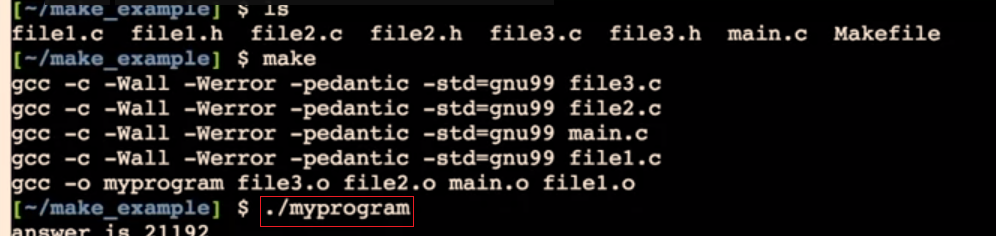 [~/make_example] $ ls
file1.c file1.h file2.c file2.h file3.c file3.h main.c Makefile
[~/make_example] $ make
gcc -c -Wall -Werror -pedantic -std=gnu99 file3.c
gcc -c -Wall -Werror -pedantic -std=gnu99 file2.c
gcc -c -Wall -Werror -pedantic -std=gnu99 main.c
gcc -c -Wall -Werror -pedantic -std=gnu99 file1.c
gcc -o myprogram file3.o file2.o main.o file1.o
[~/make_example] $ ./myprogram
answer is 21192